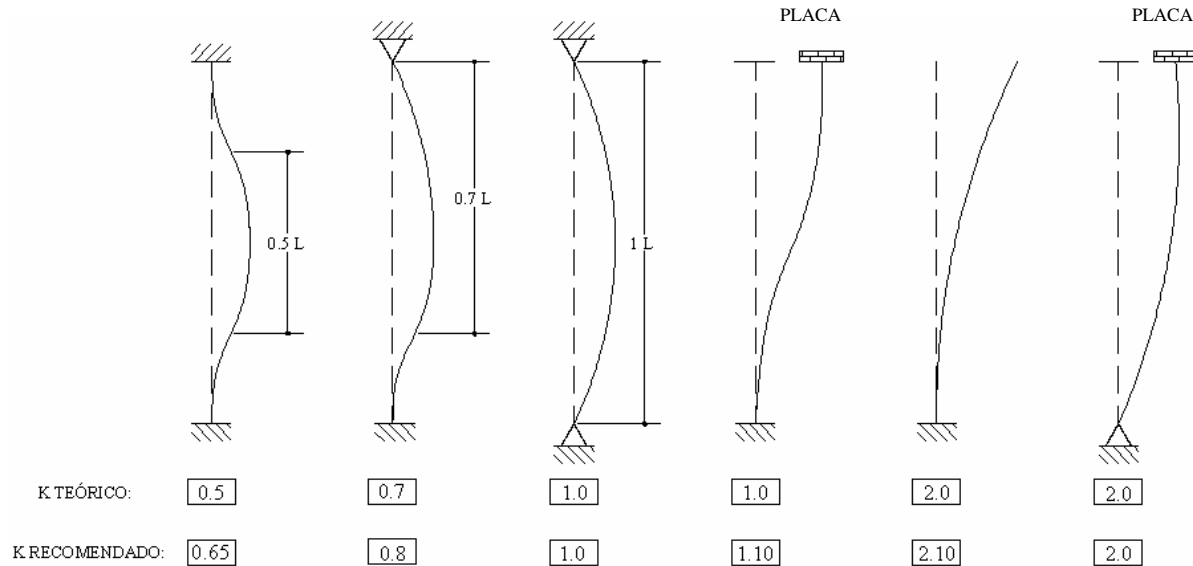 PLACA PLACA
0.5 L
0.7 L
1 L
K TEÓRICO: 0.5 0.7 1.0 1.0 2.0 2.0
K RECOMENDADO: 0.65 0.8 1.0 1.10 2.10 2.0